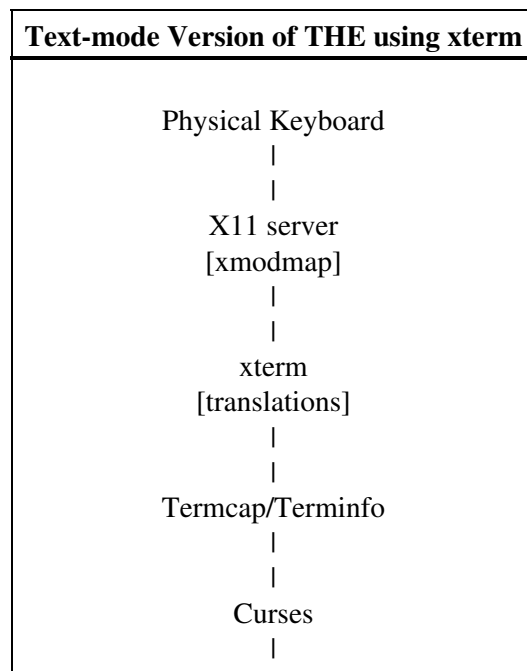 Text-mode Version of THE using xterm
Physical Keyboard
|
|
X11 server
[xmodmap]
|
|
xterm
[translations]
|
|
Termcap/Terminfo
|
|
Curses
|